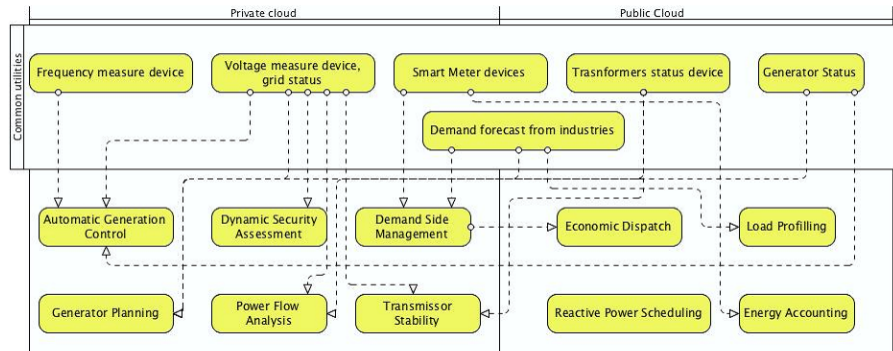 Private cloud
Public Cloud
Common utilities
Frequency measure device
Voltage measure device,
grid status
Smart Meter devices
Trasnformers status device
Generator Status
Demand forecast from industries
Automatic Generation
Control
Dynamic Security
Assessment
Demand Side
Management
Economic Dispatch
Load Profilling
Generator Planning
Power Flow
Analysis
Transmissor
Stability
Reactive Power Scheduling
Energy Accounting